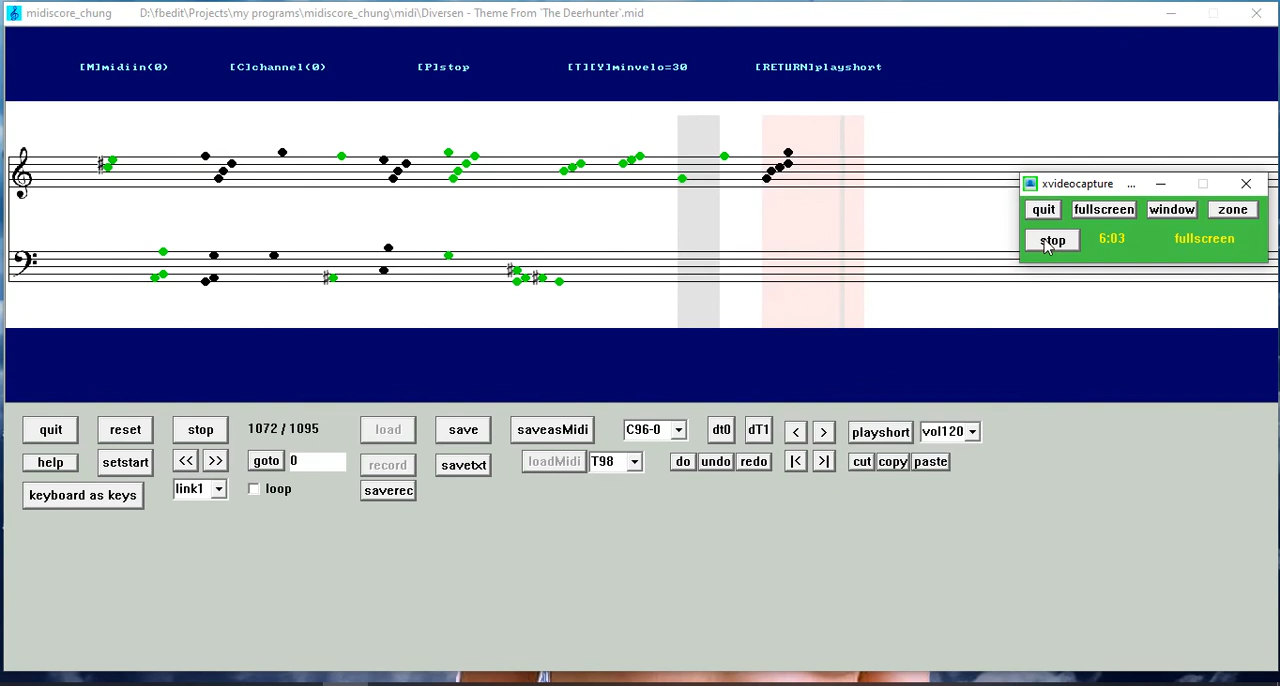 midiscore_chung D:\fbedit\Projects\my programs\midiscore_chung\midi\Diversen - Theme From `The Deerhunter`.mid
[M]midiin(0) [C]channel(0) [P]stop [T][Y]minvelo=30 [RETURN]playshort
xvideocapture ...
quit fullscreen window zone
stop 6:03 fullscreen
quit reset stop 1072 / 1095 load save saveasMidi C96-0 dt0 dT1 < > playshort vol120
help setstart << >> goto 0 record savetxt loadMidi T98 do undo redo |< >| cut copy paste
keyboard as keys link1 loop saverec